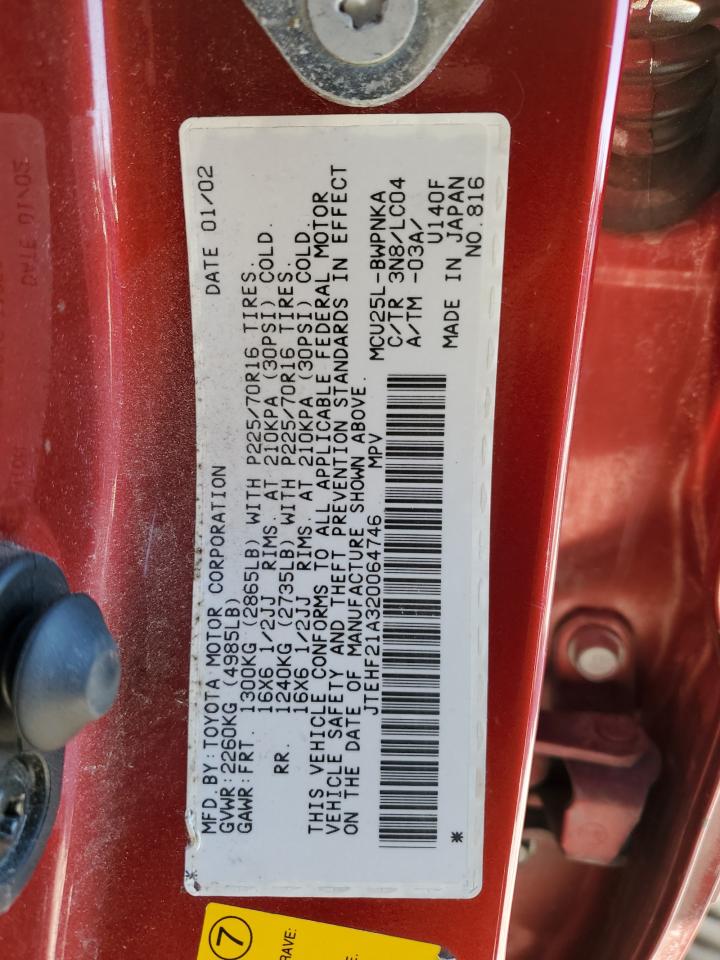 MFD.BY:TOYOTA MOTOR CORPORATION DATE 01/02
GVWR:2260KG (4985LB)
GAWR:FRT. 1300KG (2865LB) WITH P225/70R16 TIRES.
16X6 1/2JJ RIMS. AT 210KPA (30PSI) COLD.
RR. 1240KG (2735LB) WITH P225/70R16 TIRES.
16X6 1/2JJ RIMS AT 210KPA (30PSI) COLD.
THIS VEHICLE CONFORMS TO ALL APPLICABLE FEDERAL MOTOR
VEHICLE SAFETY AND THEFT PREVENTION STANDARDS IN EFFECT
ON THE DATE OF MANUFACTURE SHOWN ABOVE.
JTEHF21A320064746 MPV
MCU25L-BWPNKA
C/TR 3N8/LC04
A/TM -03A/
U140F
MADE IN JAPAN
NO.816
* *
7